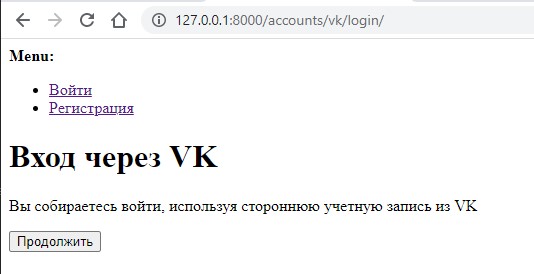 127.0.0.1:8000/accounts/vk/login/
Menu:
Войти
Регистрация
Вход через VK
Вы собираетесь войти, используя стороннюю учетную запись из VK
Продолжить